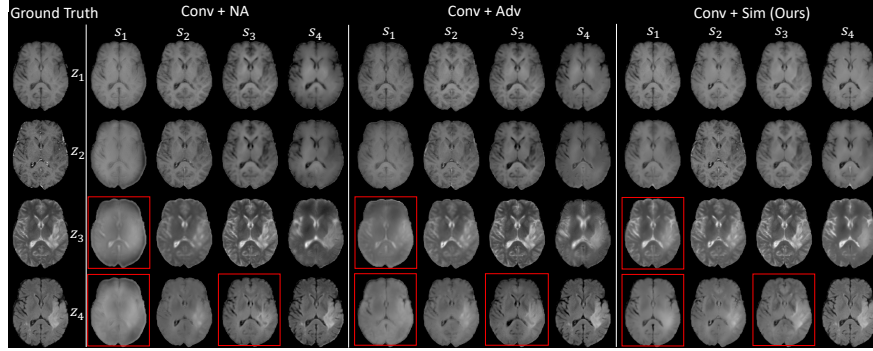 Ground Truth Conv + NA Conv + Adv Conv + Sim (Ours)
s₁ s₂ s₃ s₄ s₁ s₂ s₃ s₄ s₁ s₂ s₃ s₄
z₁
z₂
z₃
z₄